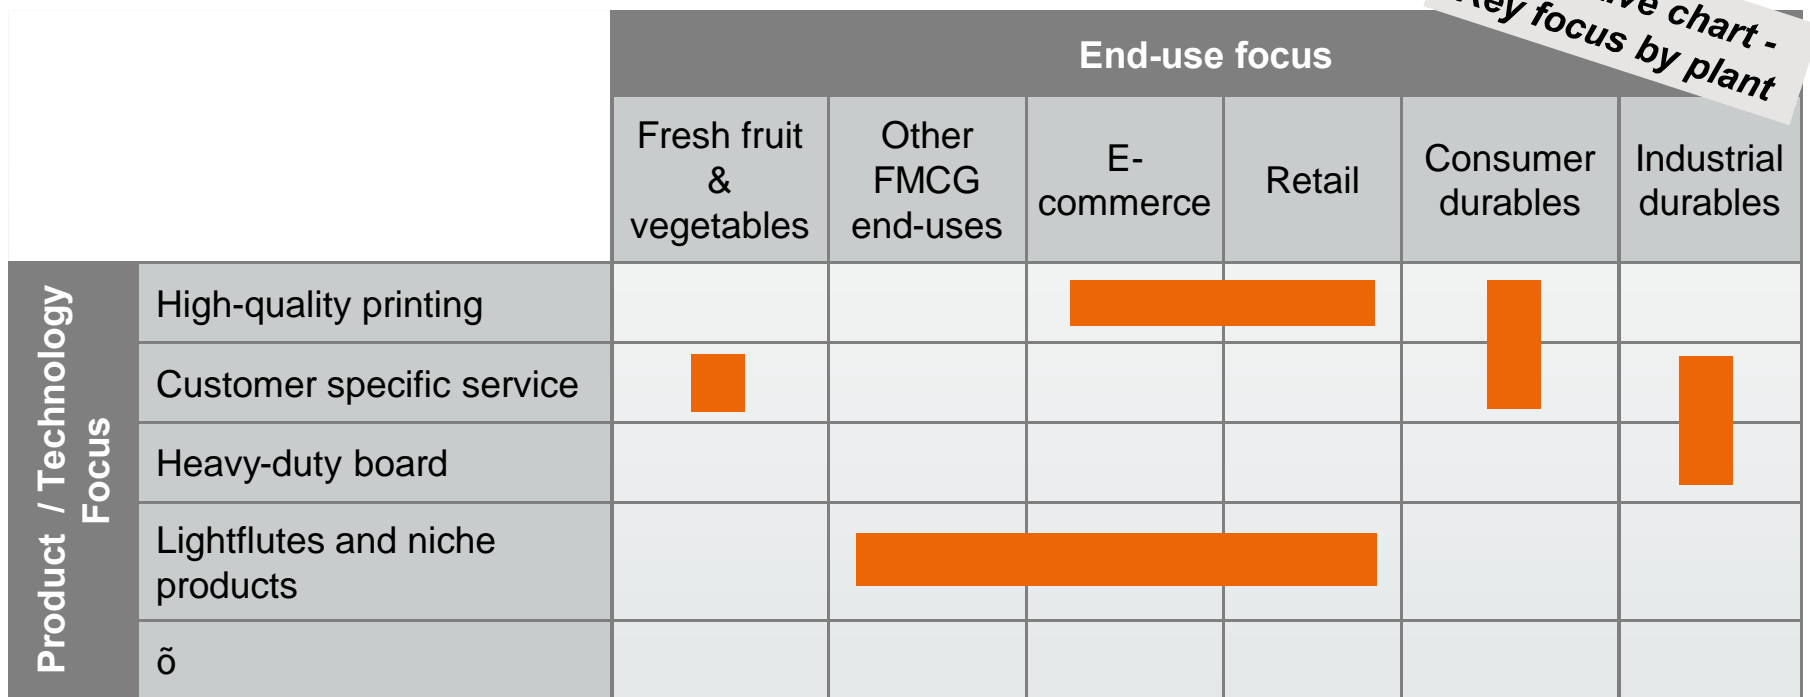 chart -
Key focus by plant
End-use focus
Fresh fruit
&
vegetables
Other
FMCG
end-uses
E-
commerce
Retail
Consumer
durables
Industrial
durables
Product / Technology
Focus
High-quality printing
Customer specific service
Heavy-duty board
Lightflutes and niche
products
õ